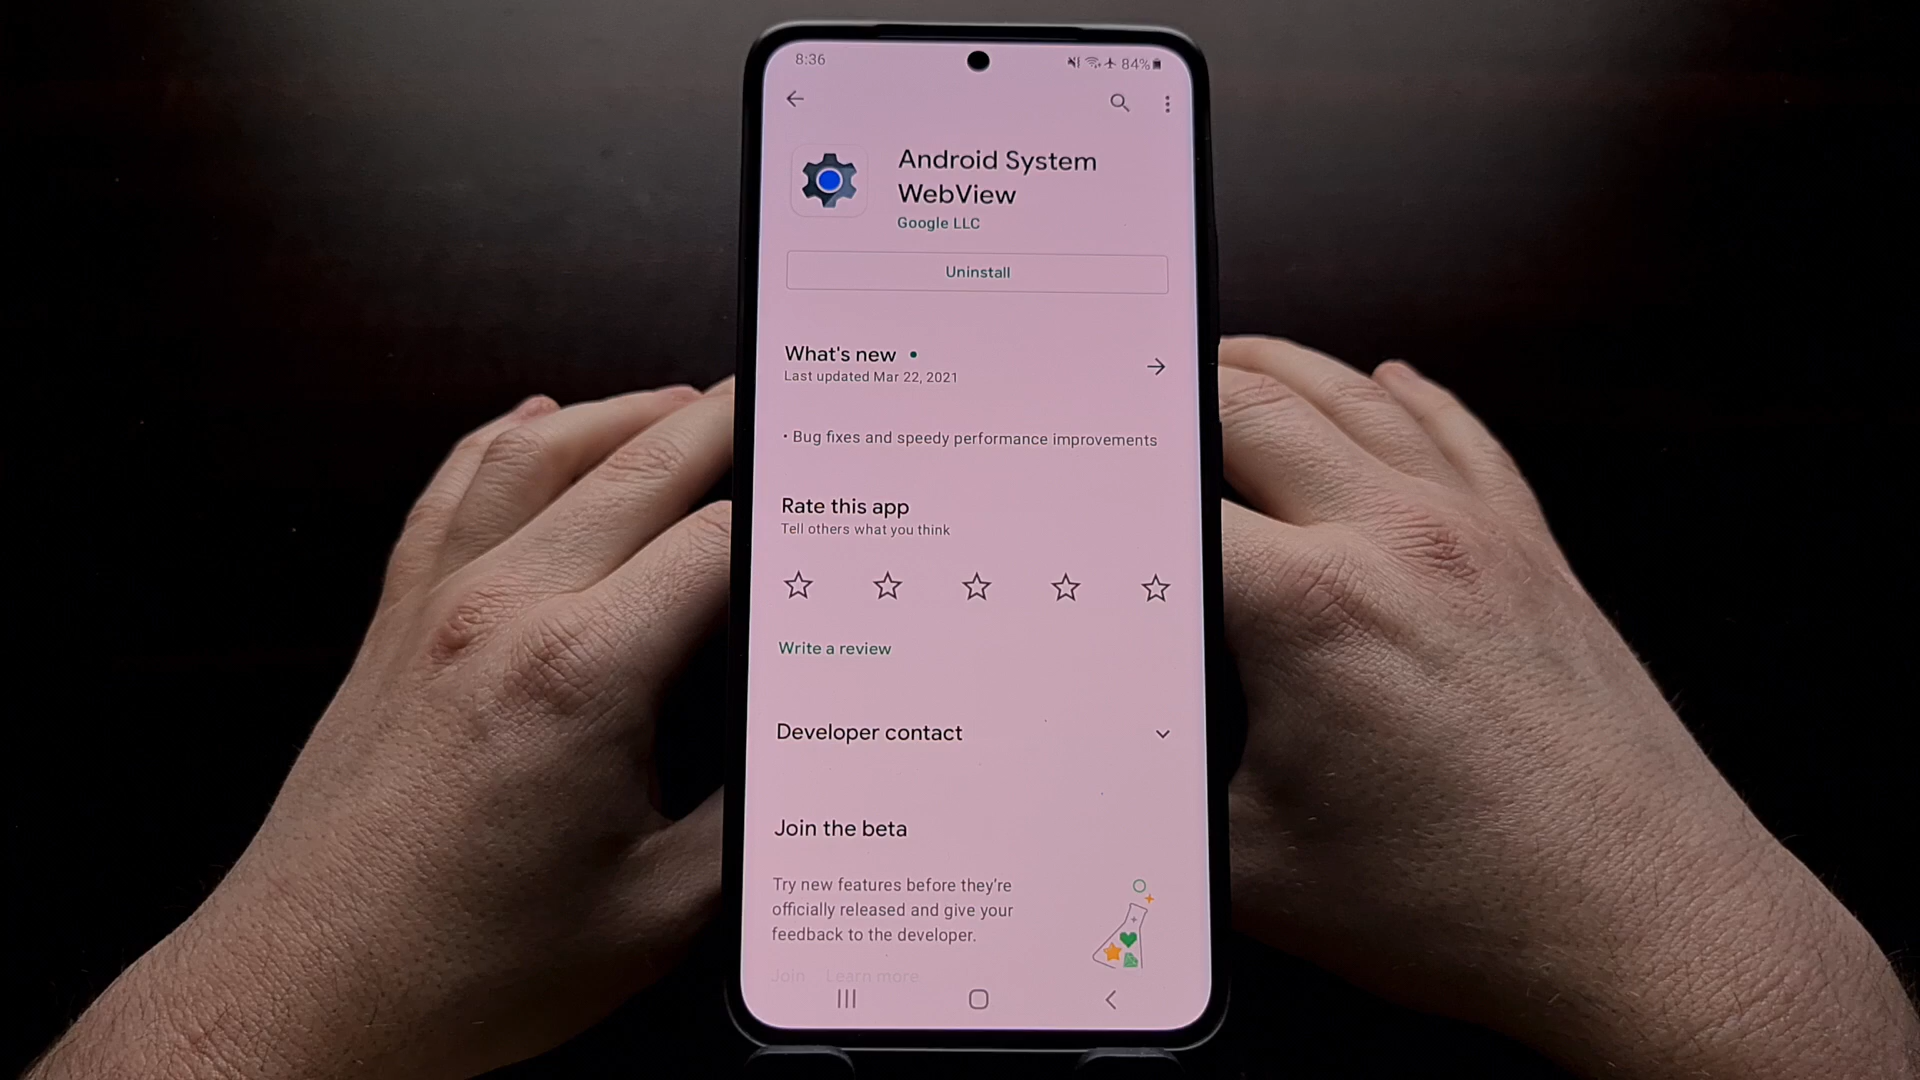 8:36
84%
Android System
WebView
Google LLC
Uninstall
What's new
Last updated Mar 22, 2021
• Bug fixes and speedy performance improvements
Rate this app
Tell others what you think
Write a review
Developer contact
Join the beta
Try new features before they're
officially released and give your
feedback to the developer.
Join Learn more